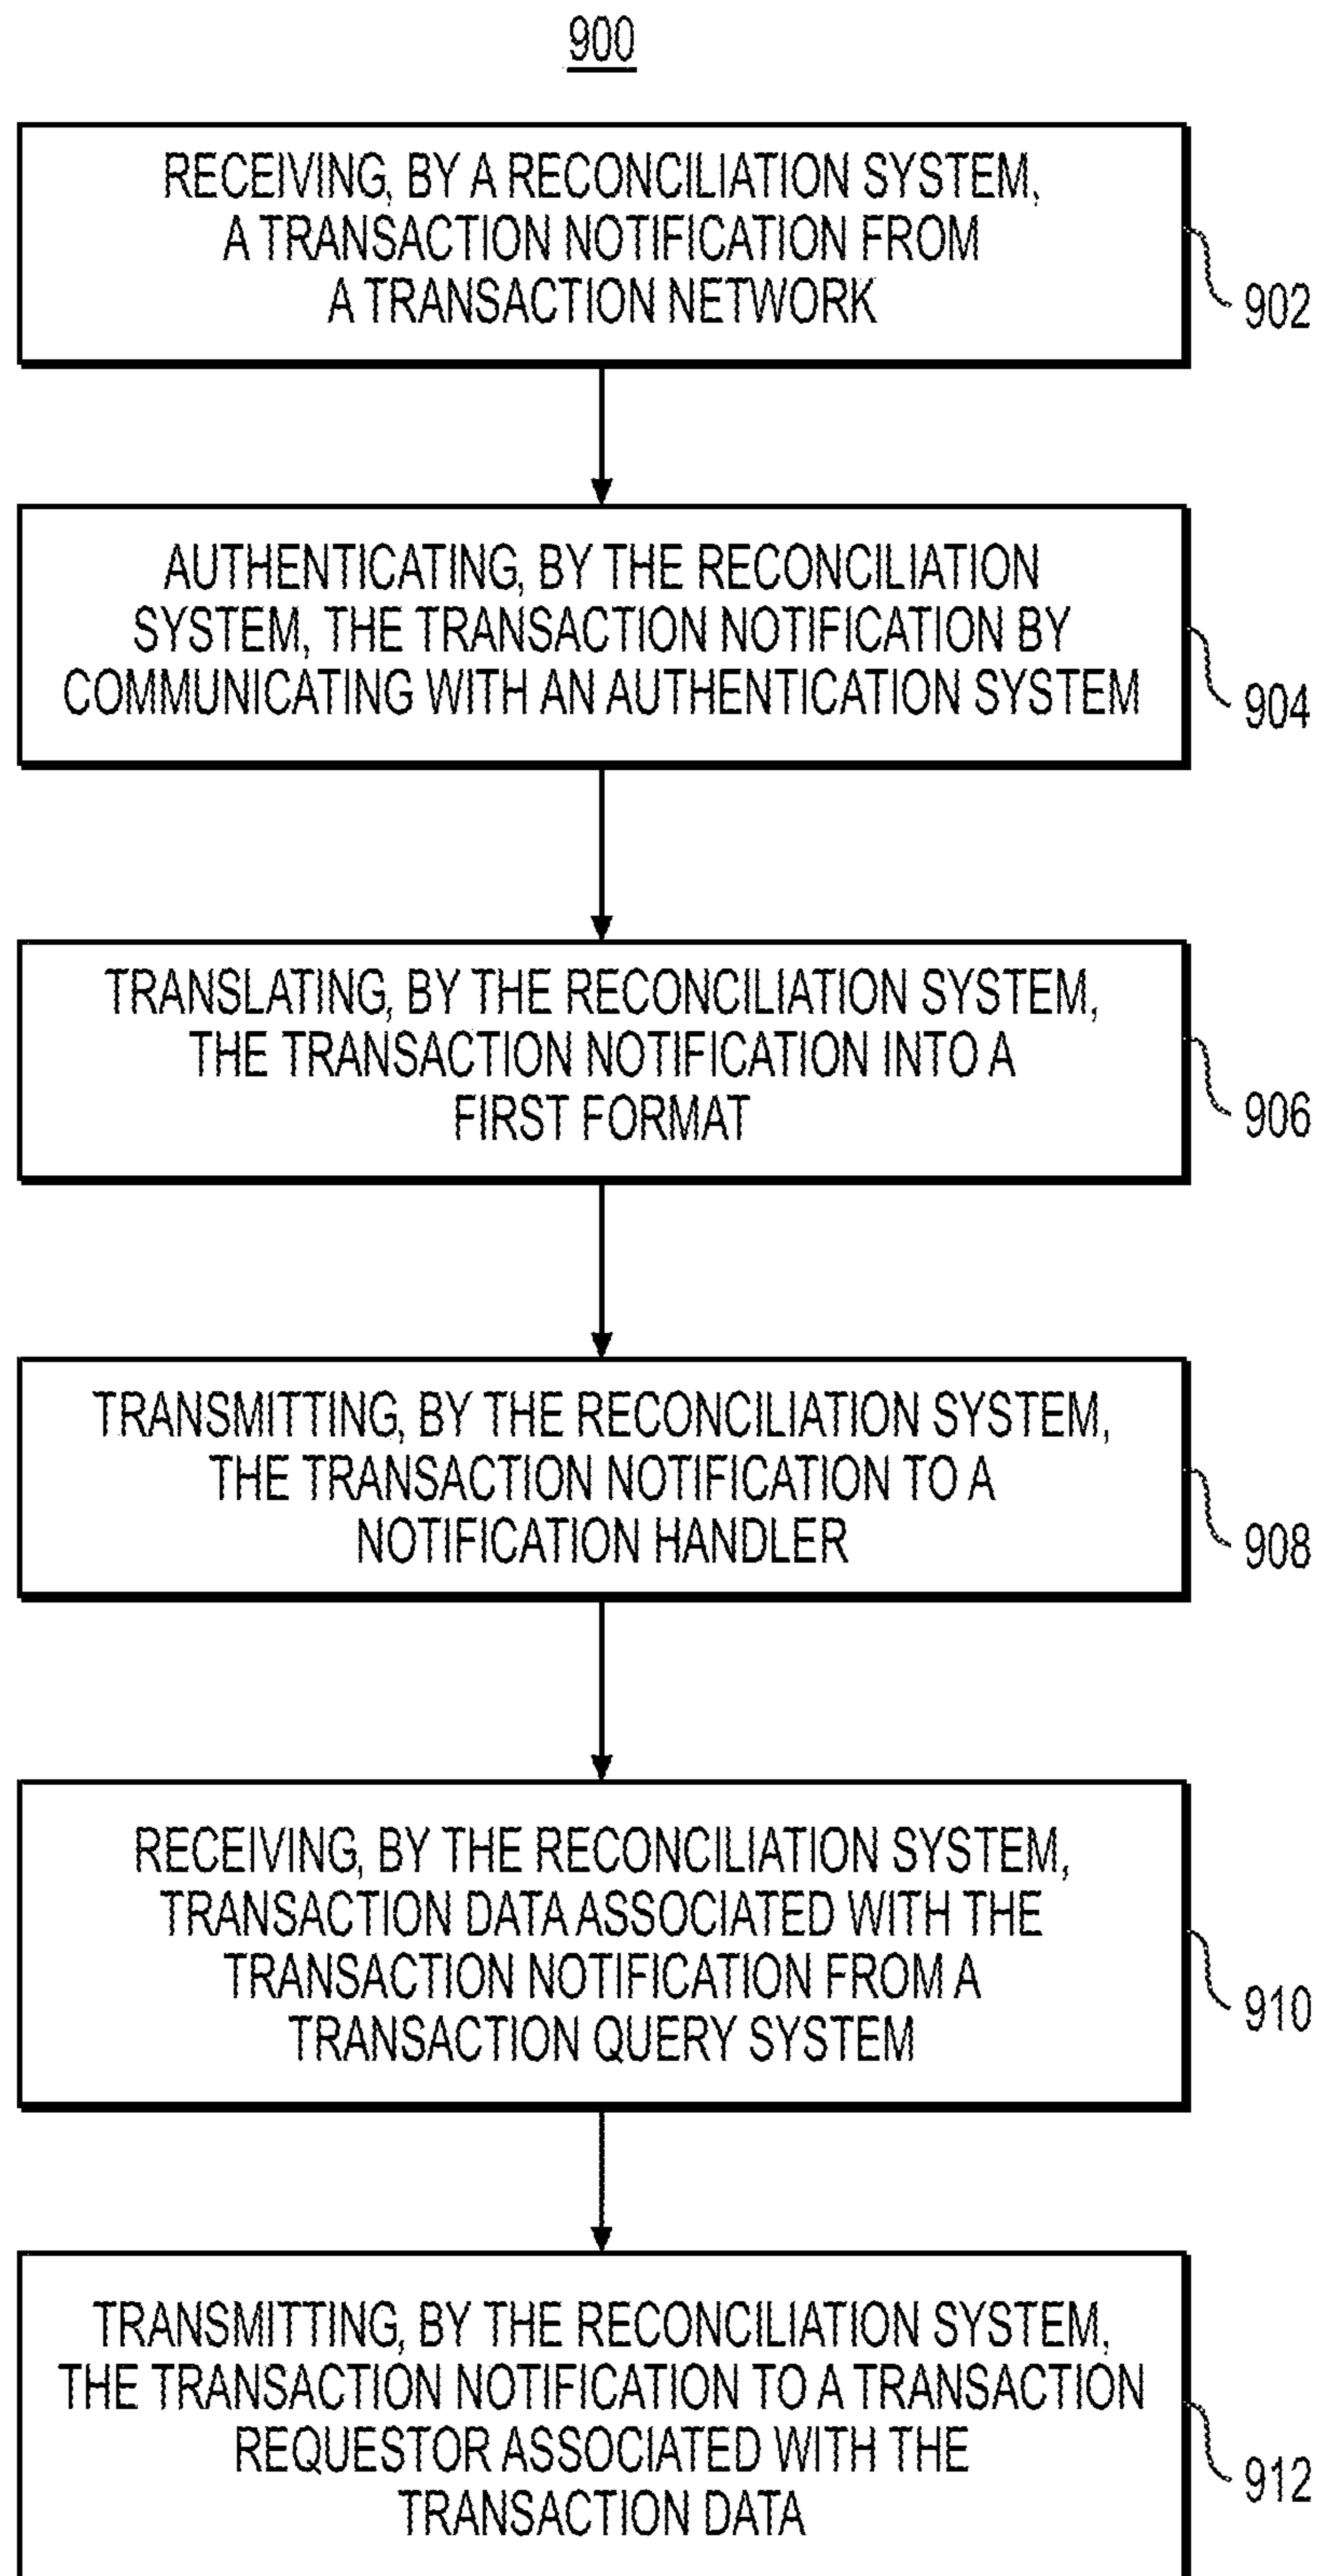 900
RECEIVING, BY A RECONCILIATION SYSTEM,
A TRANSACTION NOTIFICATION FROM
A TRANSACTION NETWORK
902
AUTHENTICATING, BY THE RECONCILIATION
SYSTEM, THE TRANSACTION NOTIFICATION BY
COMMUNICATING WITH AN AUTHENTICATION SYSTEM
904
TRANSLATING, BY THE RECONCILIATION SYSTEM,
THE TRANSACTION NOTIFICATION INTO A
FIRST FORMAT
906
TRANSMITTING, BY THE RECONCILIATION SYSTEM,
THE TRANSACTION NOTIFICATION TO A
NOTIFICATION HANDLER
908
RECEIVING, BY THE RECONCILIATION SYSTEM,
TRANSACTION DATA ASSOCIATED WITH THE
TRANSACTION NOTIFICATION FROM A
TRANSACTION QUERY SYSTEM
910
TRANSMITTING, BY THE RECONCILIATION SYSTEM,
THE TRANSACTION NOTIFICATION TO A TRANSACTION
REQUESTOR ASSOCIATED WITH THE
TRANSACTION DATA
912